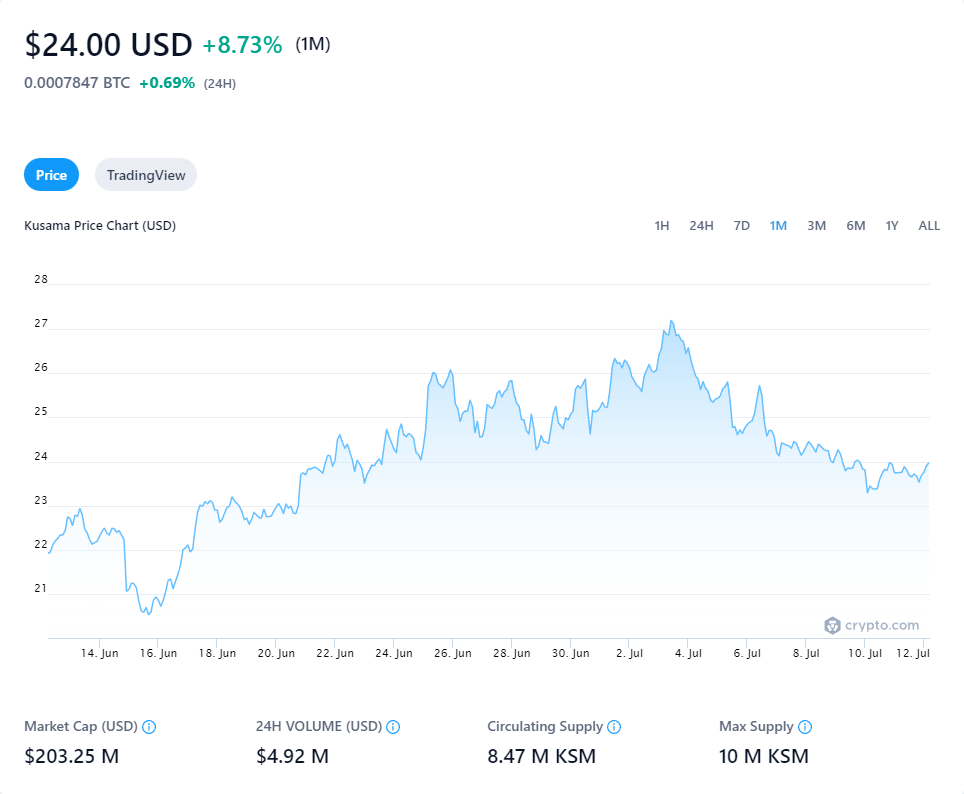 $24.00 USD +8.73% (1M)
0.0007847 BTC +0.69% (24H)
Price TradingView
Kusama Price Chart (USD) 1H 24H 7D 1M 3M 6M 1Y ALL
28
27
26
25
24
23
22
21
crypto.com
14. Jun 16. Jun 18. Jun 20. Jun 22. Jun 24. Jun 26. Jun 28. Jun 30. Jun 2. Jul 4. Jul 6. Jul 8. Jul 10. Jul 12. Jul
Market Cap (USD) 24H VOLUME (USD) Circulating Supply Max Supply
$203.25 M $4.92 M 8.47 M KSM 10 M KSM